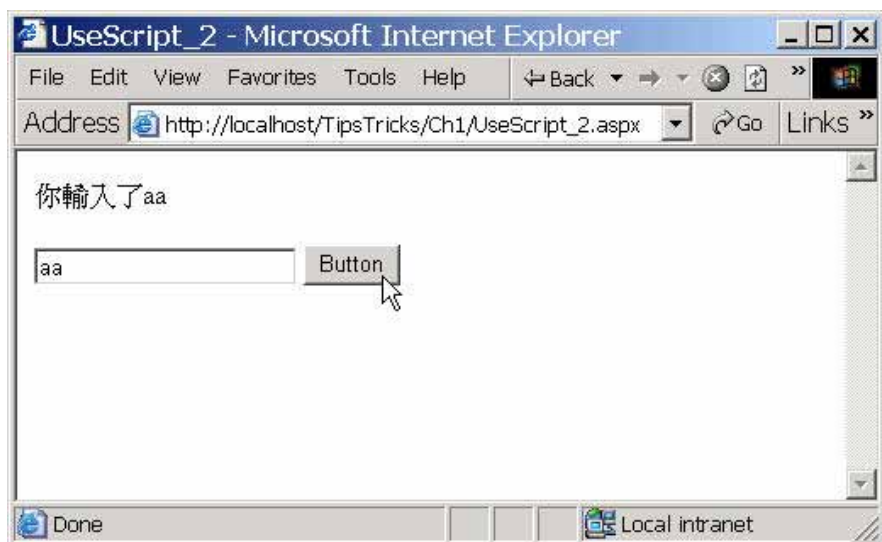 UseScript_2 - Microsoft Internet Explorer
File Edit View Favorites Tools Help Back »
Address http://localhost/TipsTricks/Ch1/UseScript_2.aspx Go Links »
你輸入了aa
aa Button
Done Local intranet